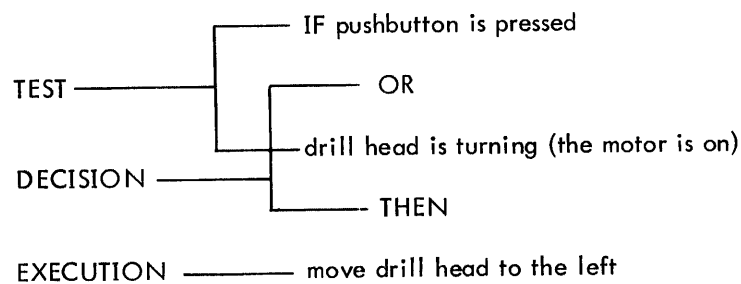 IF pushbutton is pressed
TEST
OR
drill head is turning (the motor is on)
DECISION
THEN
EXECUTION
move drill head to the left